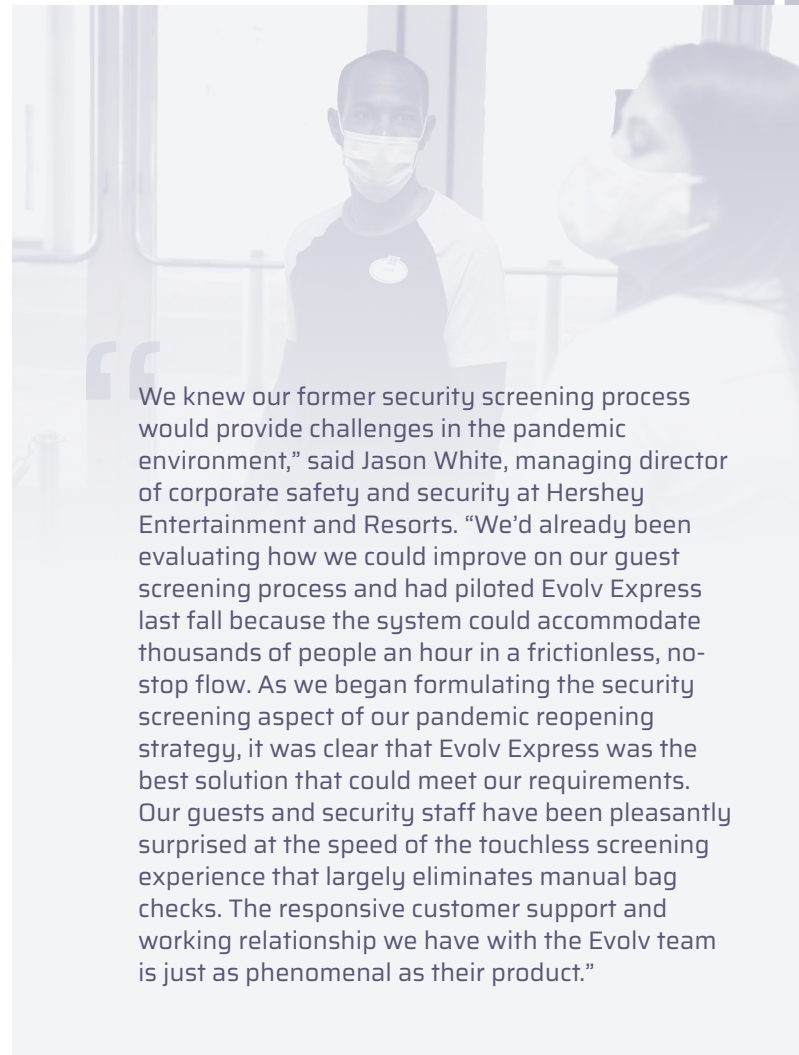 “
We knew our former security screening process
would provide challenges in the pandemic
environment,” said Jason White, managing director
of corporate safety and security at Hershey
Entertainment and Resorts. “We’d already been
evaluating how we could improve on our guest
screening process and had piloted Evolv Express
last fall because the system could accommodate
thousands of people an hour in a frictionless, no-
stop flow. As we began formulating the security
screening aspect of our pandemic reopening
strategy, it was clear that Evolv Express was the
best solution that could meet our requirements.
Our guests and security staff have been pleasantly
surprised at the speed of the touchless screening
experience that largely eliminates manual bag
checks. The responsive customer support and
working relationship we have with the Evolv team
is just as phenomenal as their product.”